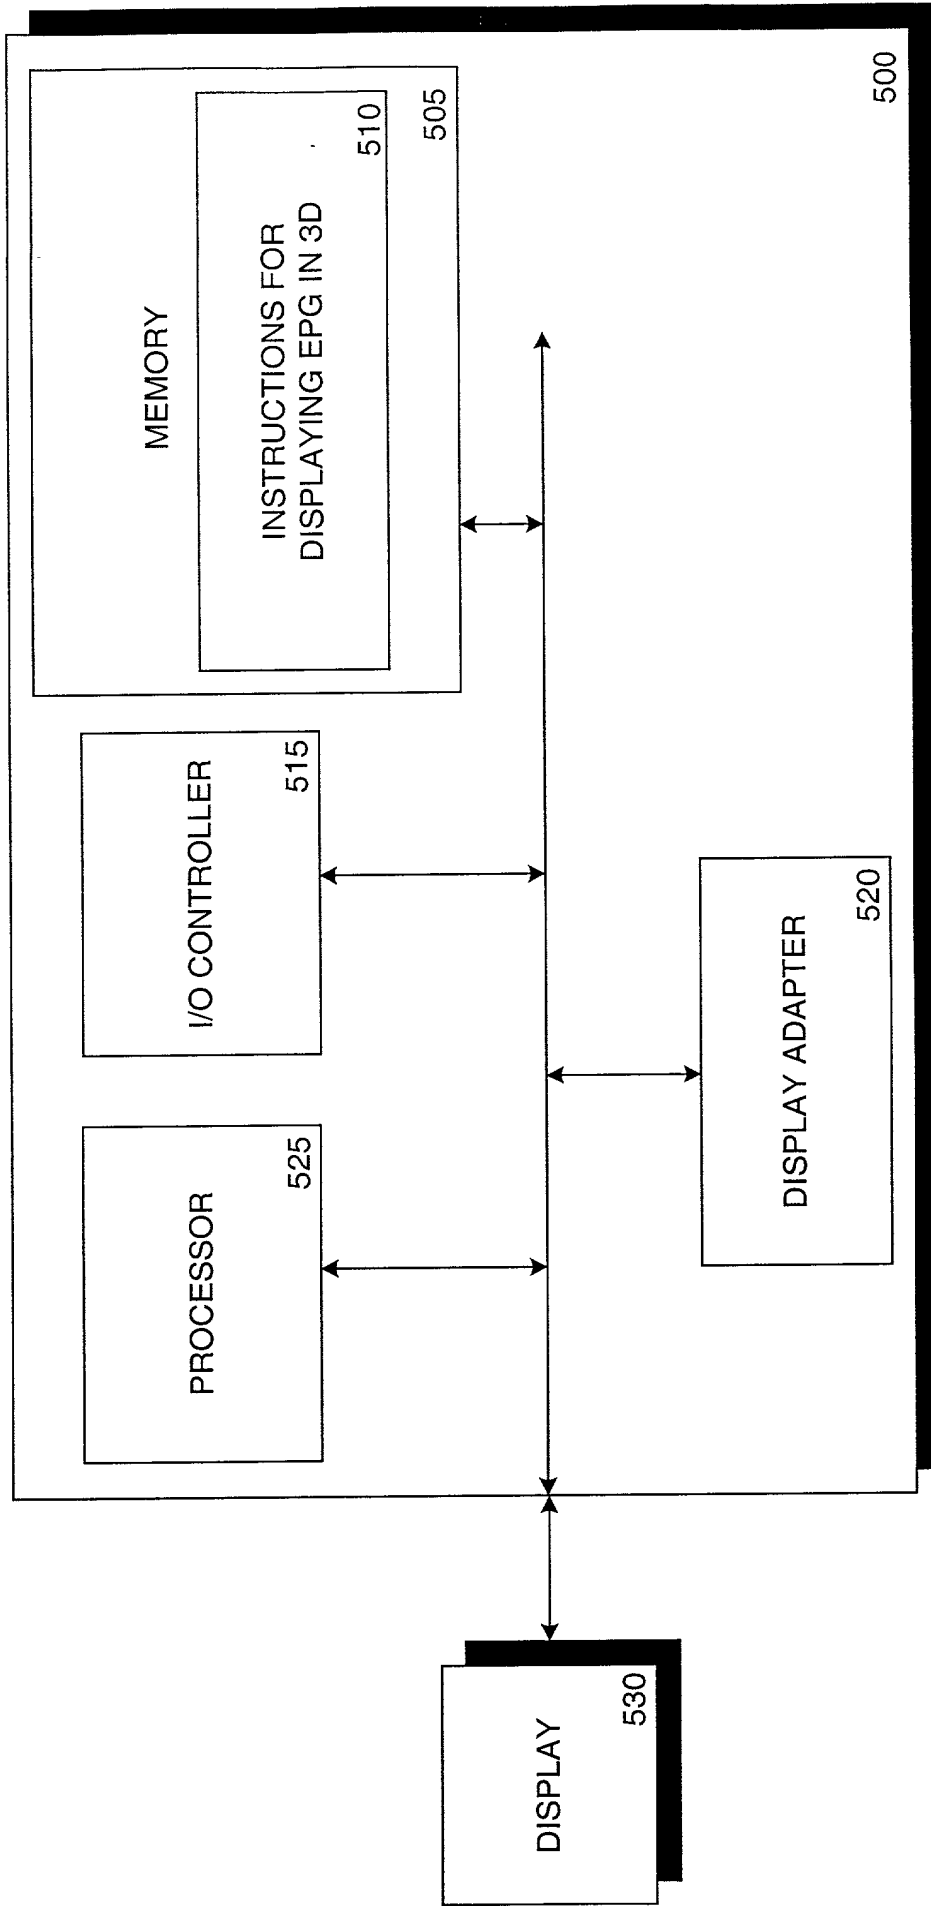 DISPLAY
530
PROCESSOR
525
I/O CONTROLLER
515
MEMORY
INSTRUCTIONS FOR
DISPLAYING EPG IN 3D
510
505
DISPLAY ADAPTER
520
500